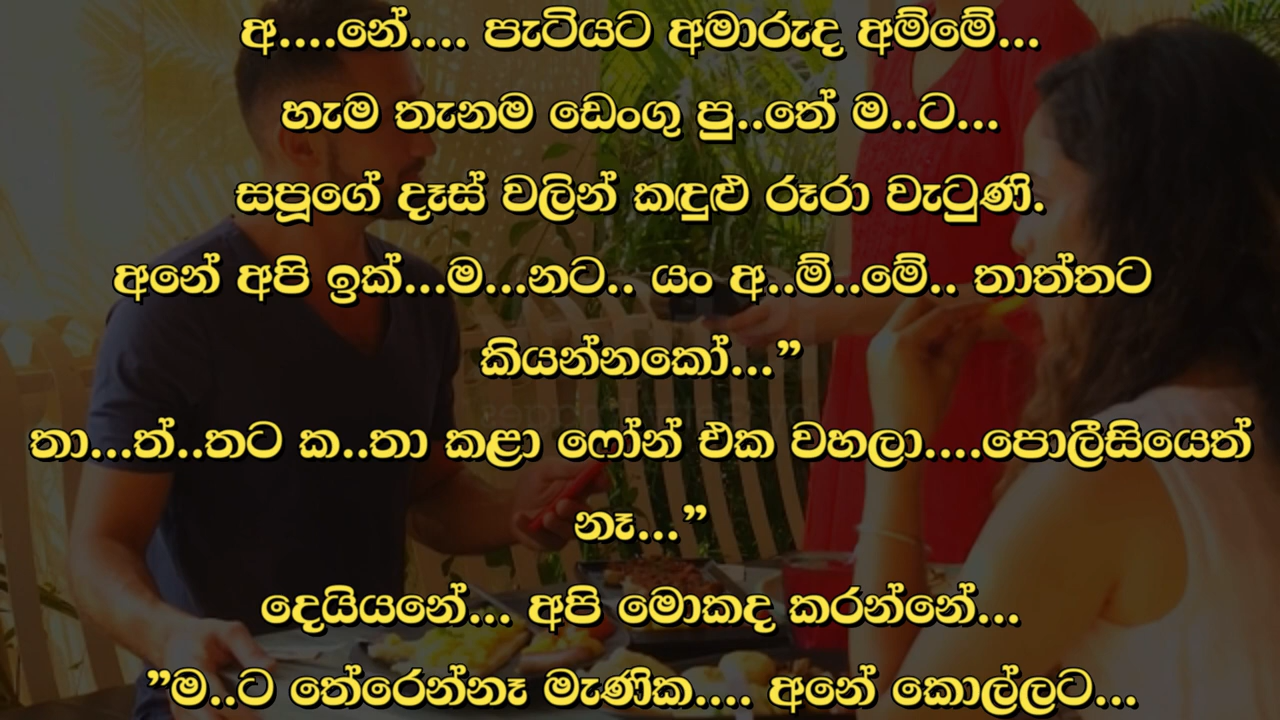 අ....නේ.... පැටියට අමාරුද අම්මේ...
හැම තැනම ඩෙංගු පු..තේ ම..ට...
සපූගේ දෑස් වලින් කඳුළු රූරා වැටුණි.
අනේ අපි ඉක්...ම...නට.. යං අ..ම්..මේ.. තාත්තට
කියන්නකෝ...”
තා...ත්..තට ක..තා කළා ෆෝන් එක වහලා....පොලීසියෙත්
නෑ...”
දෙයියනේ... අපි මොකද කරන්නේ...
”ම..ට තේරෙන්නෑ මැණික.... අනේ කොල්ලට...